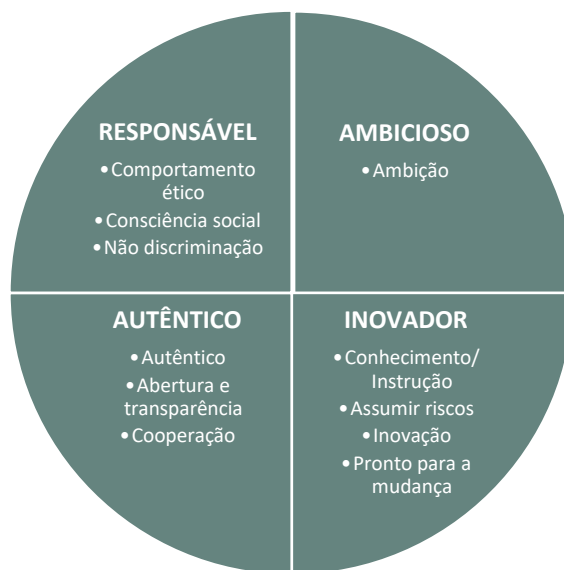 RESPONSÁVEL
•Comportamento
ético
•Consciência social
•Não discriminação
AMBICIOSO
•Ambição
AUTÊNTICO
•Autêntico
•Abertura e
transparência
•Cooperação
INOVADOR
•Conhecimento/
Instrução
•Assumir riscos
•Inovação
•Pronto para a
mudança